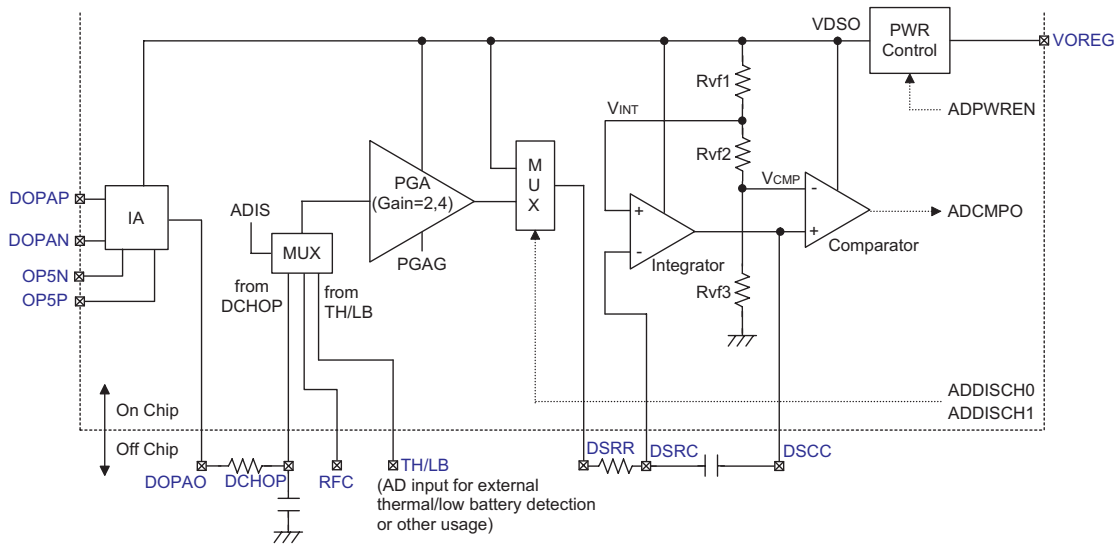 VDSO
PWR
Control
VOREG
ADPWREN
Rvf1
VINT
Rvf2
VCMP
Rvf3
DOPAP
DOPAN
OP5N
OP5P
IA
ADIS
MUX
from
DCHOP
from
TH/LB
PGA
(Gain=2,4)
PGAG
M
U
X
+
-
Integrator
-
+
Comparator
ADCMPO
ADDISCH0
ADDISCH1
On Chip
Off Chip
DOPAO
DCHOP
RFC
TH/LB
(AD input for external
thermal/low battery detection
or other usage)
DSRR
DSRC
DSCC